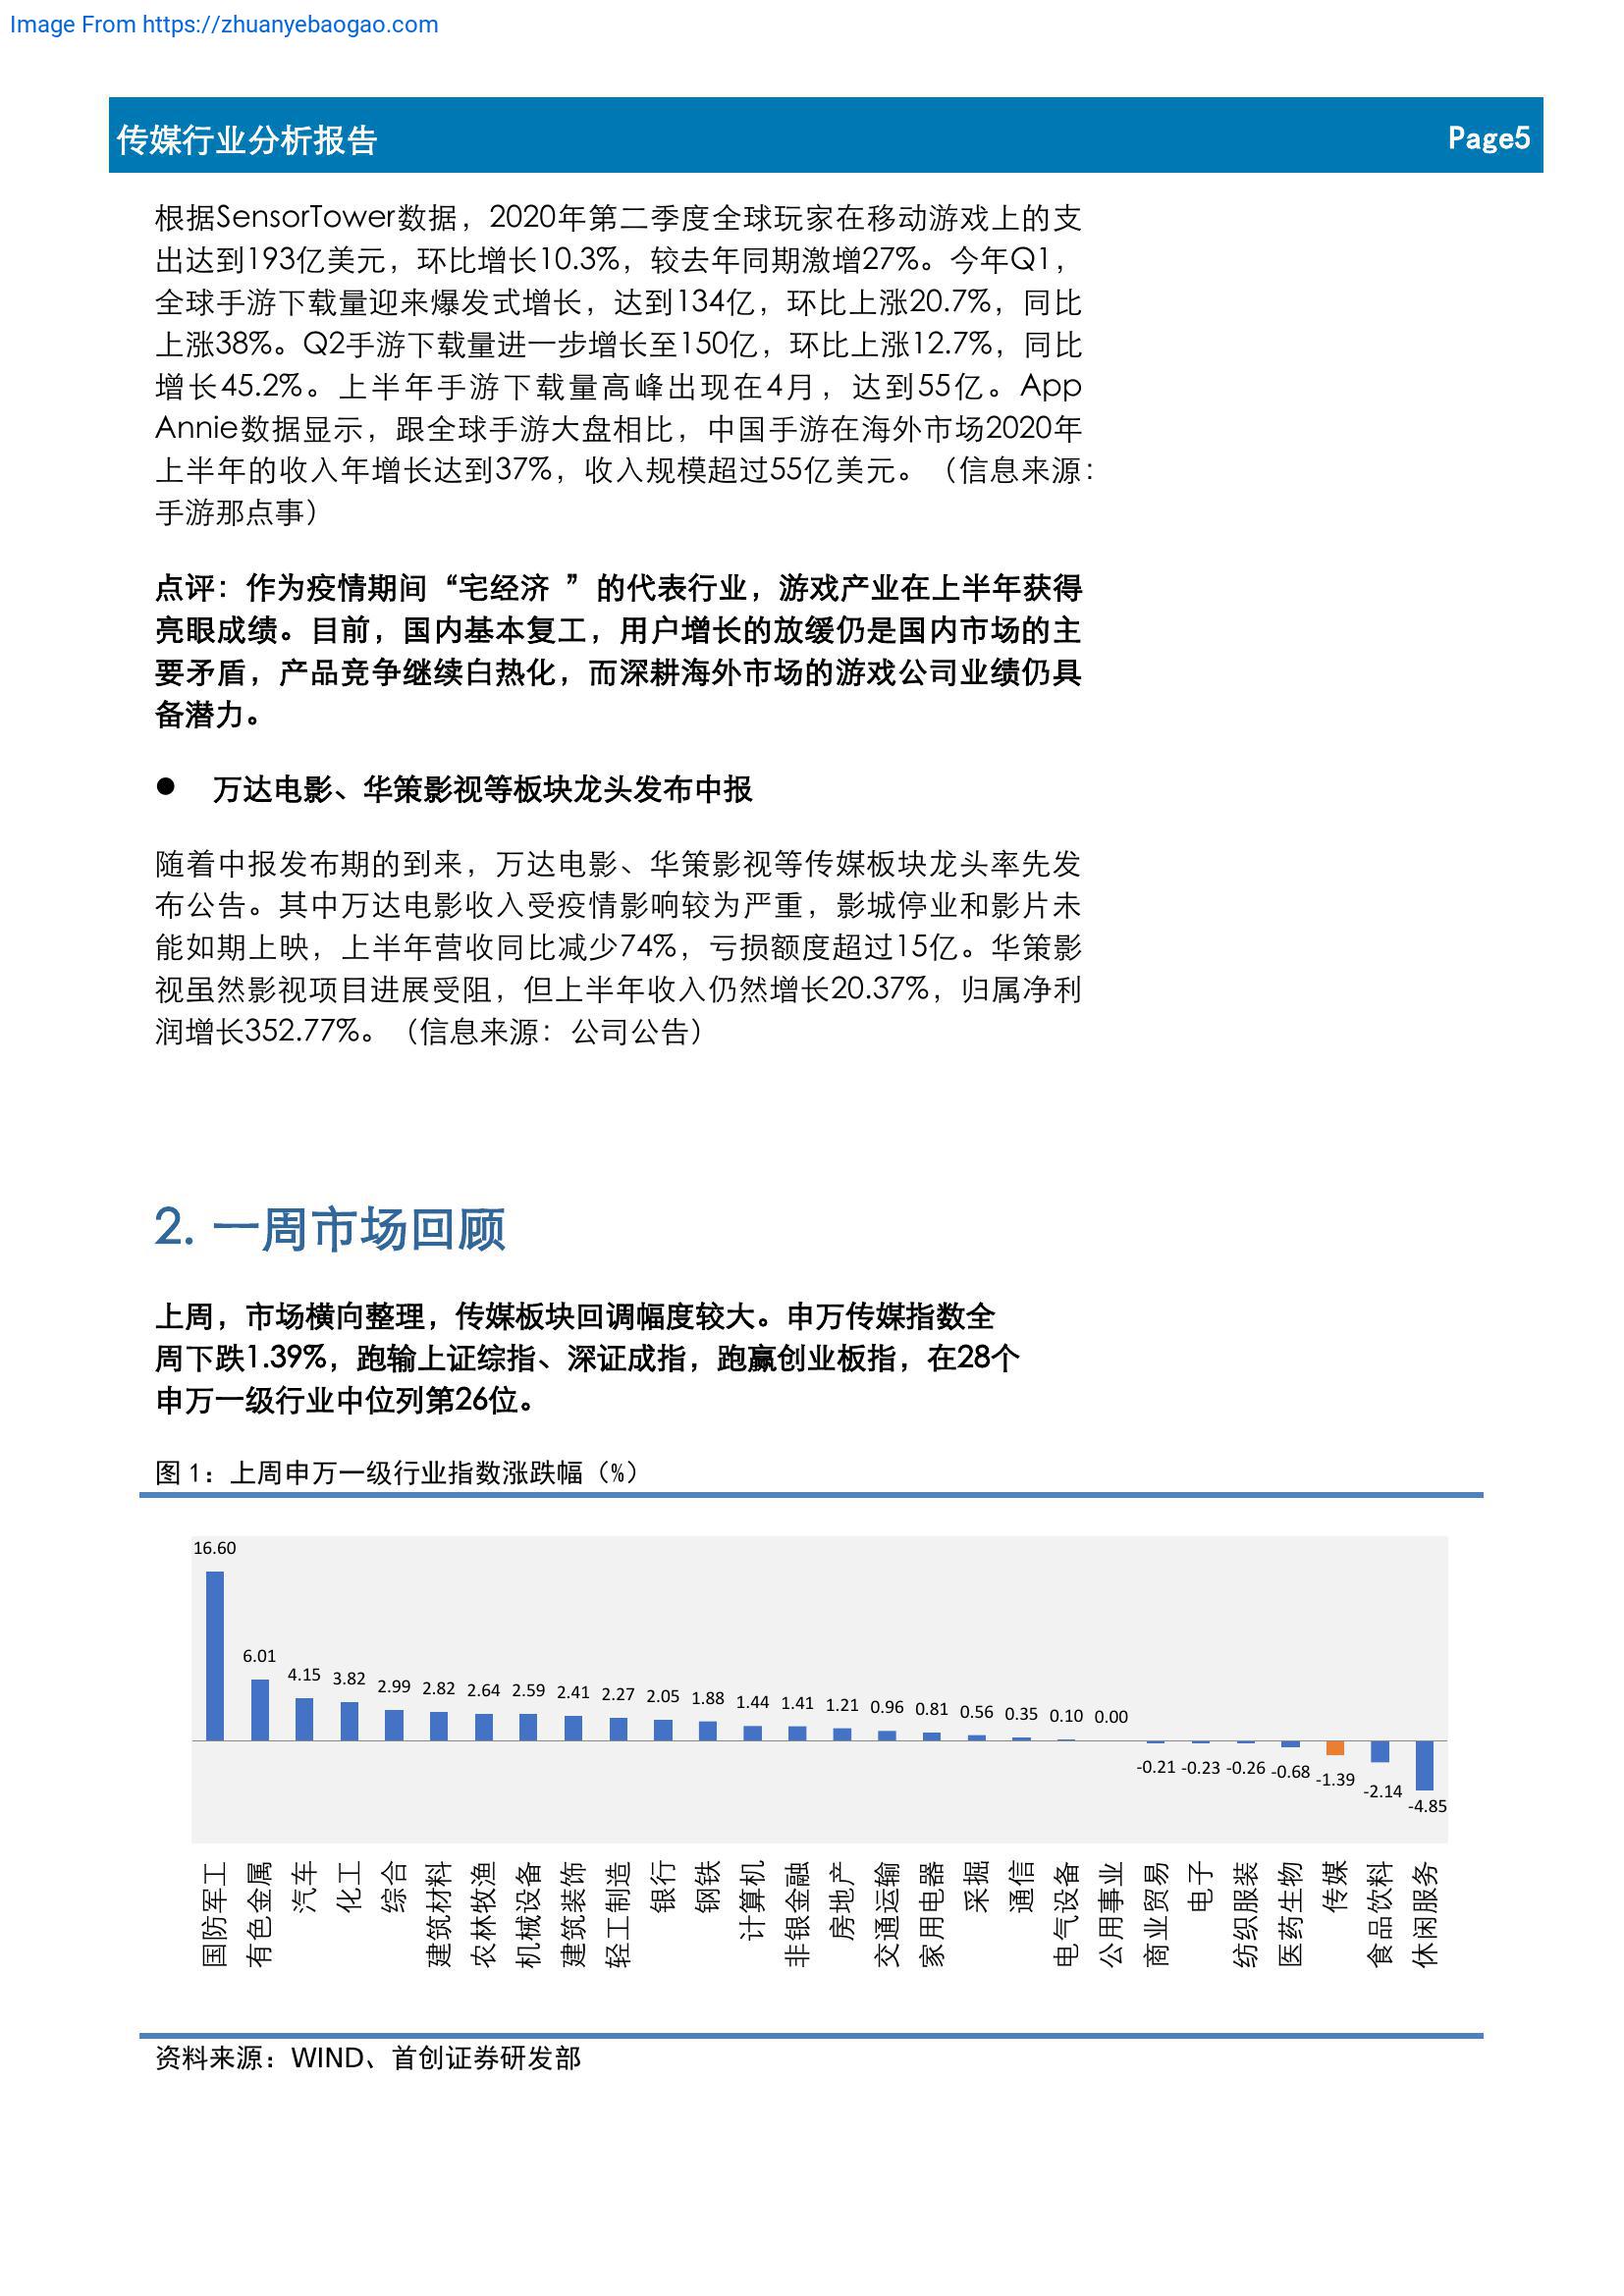 Image From https://zhuanyebaogao.com
传媒行业分析报告 Page5
根据SensorTower数据，2020年第二季度全球玩家在移动游戏上的支
出达到193亿美元，环比增长10.3%，较去年同期激增27%。今年Q1，
全球手游下载量迎来爆发式增长，达到134亿，环比上涨20.7%，同比
上涨38%。Q2手游下载量进一步增长至150亿，环比上涨12.7%，同比
增长45.2%。上半年手游下载量高峰出现在4月，达到55亿。App
Annie数据显示，跟全球手游大盘相比，中国手游在海外市场2020年
上半年的收入年增长达到37%，收入规模超过55亿美元。（信息来源：
手游那点事）
点评：作为疫情期间“宅经济 ”的代表行业，游戏产业在上半年获得
亮眼成绩。目前，国内基本复工，用户增长的放缓仍是国内市场的主
要矛盾，产品竞争继续白热化，而深耕海外市场的游戏公司业绩仍具
备潜力。
● 万达电影、华策影视等板块龙头发布中报
随着中报发布期的到来，万达电影、华策影视等传媒板块龙头率先发
布公告。其中万达电影收入受疫情影响较为严重，影城停业和影片未
能如期上映，上半年营收同比减少74%，亏损额度超过15亿。华策影
视虽然影视项目进展受阻，但上半年收入仍然增长20.37%，归属净利
润增长352.77%。（信息来源：公司公告）
2. 一周市场回顾
上周，市场横向整理，传媒板块回调幅度较大。申万传媒指数全
周下跌1.39%，跑输上证综指、深证成指，跑赢创业板指，在28个
申万一级行业中位列第26位。
图 1：上周申万一级行业指数涨跌幅（%）
16.60
6.01
4.15
3.82
2.99
2.82
2.64
2.59
2.41
2.27
2.05
1.88
1.44
1.41
1.21
0.96
0.81
0.56
0.35
0.10
0.00
-0.21
-0.23
-0.26
-0.68
-1.39
-2.14
-4.85
国防军工
有色金属
汽车
化工
综合
建筑材料
农林牧渔
机械设备
建筑装饰
轻工制造
银行
钢铁
计算机
非银金融
房地产
交通运输
家用电器
采掘
通信
电气设备
公用事业
商业贸易
电子
纺织服装
医药生物
传媒
食品饮料
休闲服务
资料来源：WIND、首创证券研发部